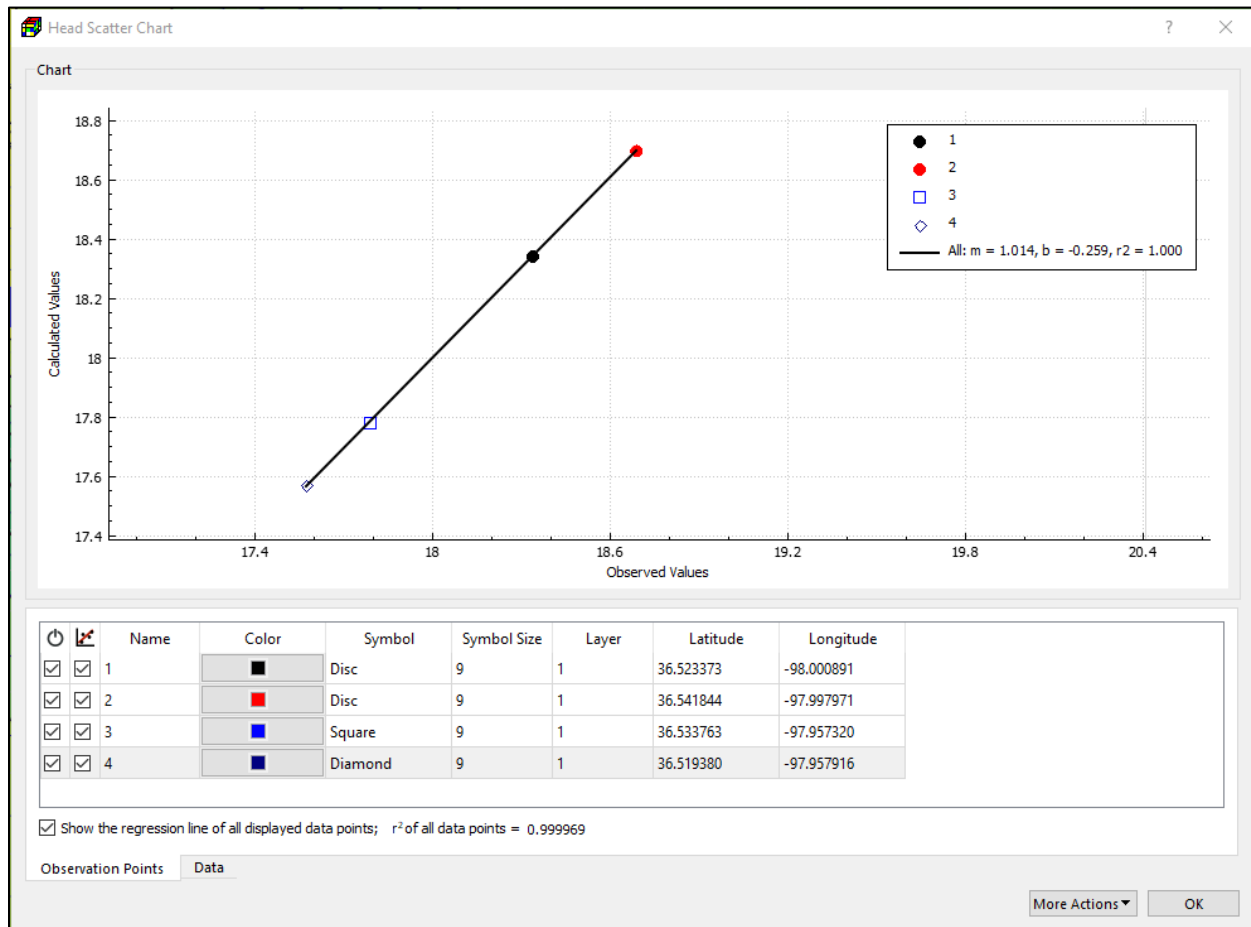 Head Scatter Chart
?
Chart
18.8
18.6
18.4
18.2
18
17.8
17.6
17.4
Calculated Values
17.4 18 18.6 19.2 19.8 20.4
Observed Values
1
2
3
4
All: m = 1.014, b = -0.259, r2 = 1.000
Name Color Symbol Symbol Size Layer Latitude Longitude
1 Disc 9 1 36.523373 -98.000891
2 Disc 9 1 36.541844 -97.997971
3 Square 9 1 36.533763 -97.957320
4 Diamond 9 1 36.519380 -97.957916
Show the regression line of all displayed data points; r² of all data points = 0.999969
Observation Points Data
More Actions OK